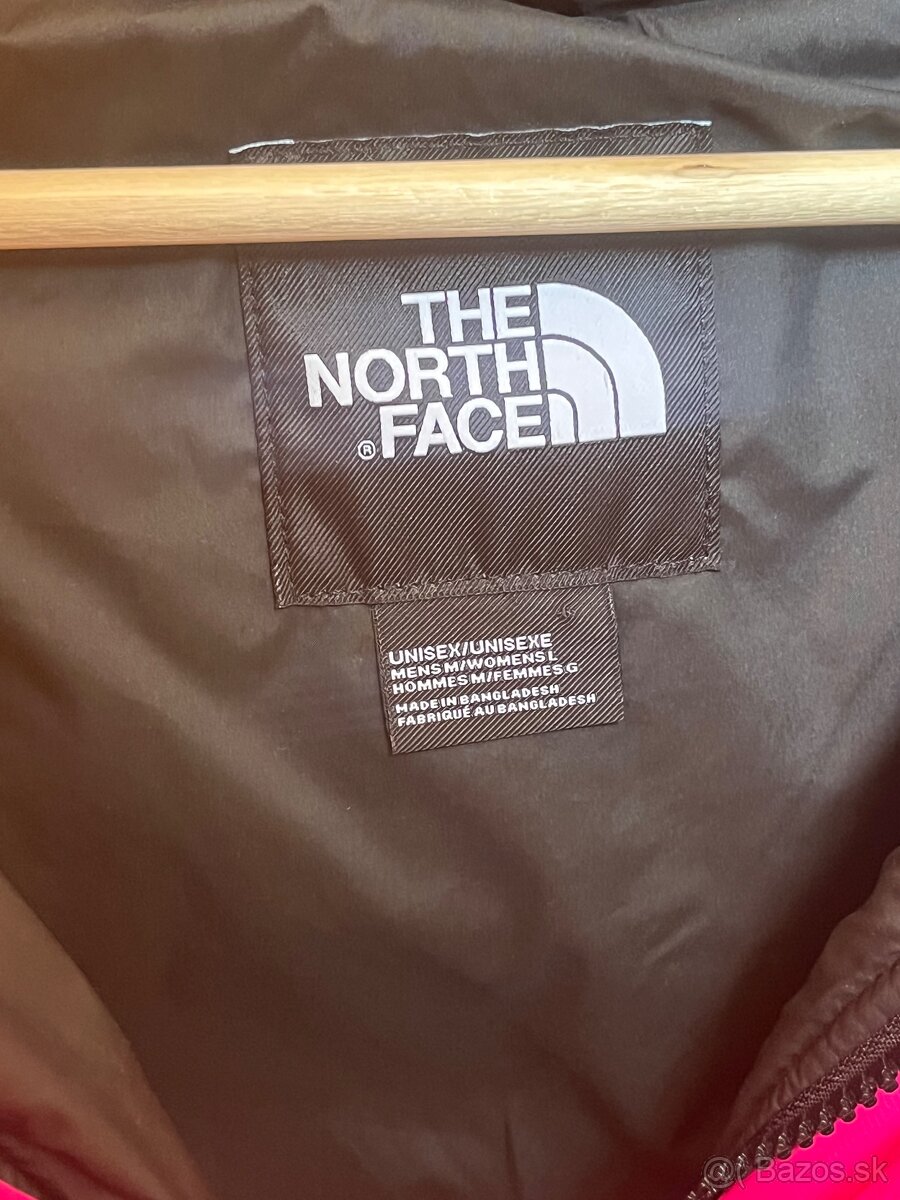 THE
NORTH
FACE
®
UNISEX/UNISEXE
MENS M/WOMENS L
HOMMES M/FEMMES G
MADE IN BANGLADESH
FABRIQUÉ AU BANGLADESH
© Bazos.sk